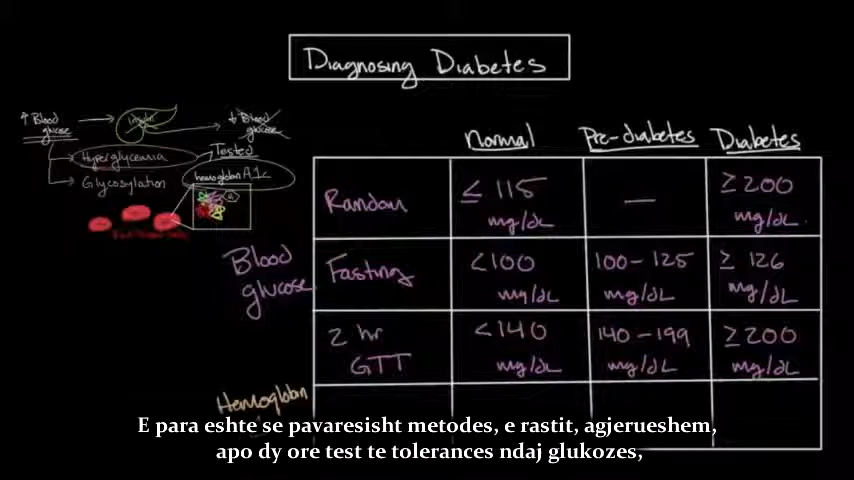 Diagnosing Diabetes
↑ Blood glucose
insulin
↓ Blood glucose
Hyperglycemia
Tested
Glycosylation
hemoglobin A1c
Normal
Pre-diabetes
Diabetes
Blood glucose
Random
≤ 115 mg/dL
—
≥ 200 mg/dL.
Fasting
<100 mg/dL
100-125 mg/dL
≥ 126 mg/dL
2 hr GTT
<140 mg/dL
140-199 mg/dL
≥200 mg/dL
Hemoglobin
E para eshte se pavaresisht metodes, e rastit, agjerueshem,
apo dy ore test te tolerances ndaj glukozes,